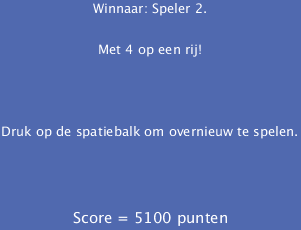 Winnaar: Speler 2.
Met 4 op een rij!
Druk op de spatiebalk om overnieuw te spelen.
Score = 5100 punten